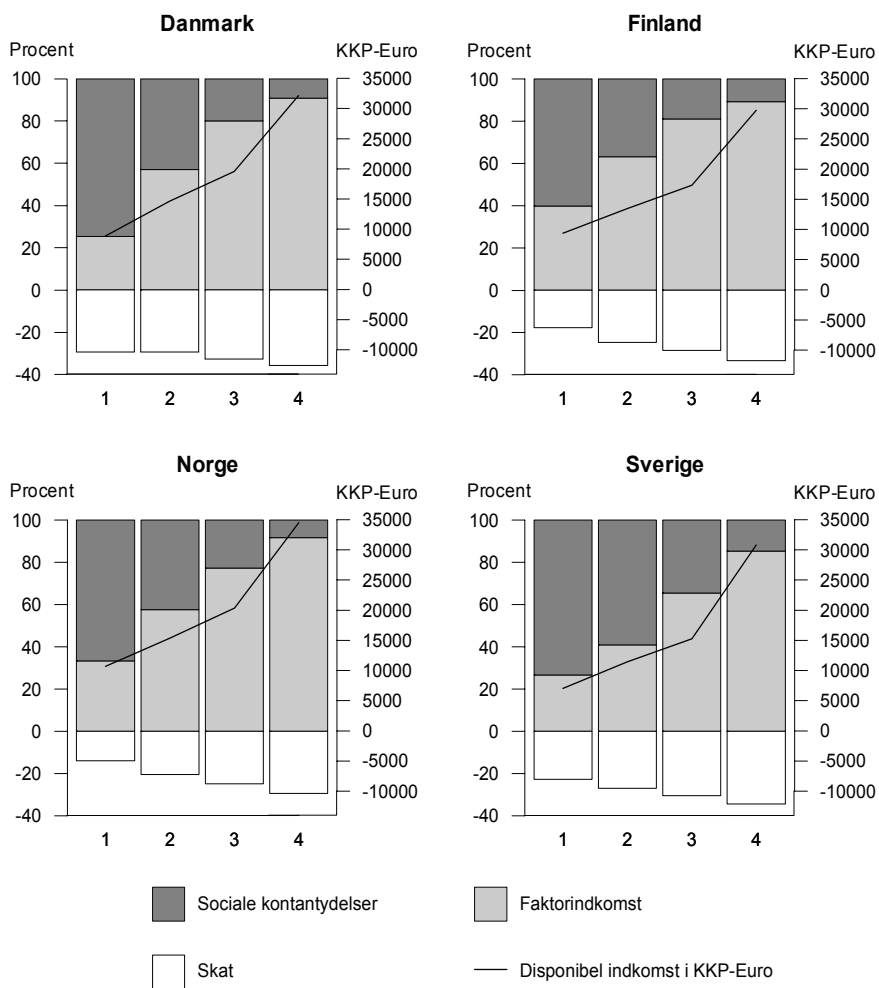 Danmark
Procent KKP-Euro
100 35000
80 30000
60 25000
40 20000
20 15000
0 10000
-20 5000
-40 0
-5000
-10000
1 2 3 4
Finland
Procent KKP-Euro
100 35000
80 30000
60 25000
40 20000
20 15000
0 10000
-20 5000
-40 0
-5000
-10000
1 2 3 4
Norge
Procent KKP-Euro
100 35000
80 30000
60 25000
40 20000
20 15000
0 10000
-20 5000
-40 0
-5000
-10000
1 2 3 4
Sverige
Procent KKP-Euro
100 35000
80 30000
60 25000
40 20000
20 15000
0 10000
-20 5000
-40 0
-5000
-10000
1 2 3 4
Sociale kontantydelser
Faktorindkomst
Skat
Disponibel indkomst i KKP-Euro